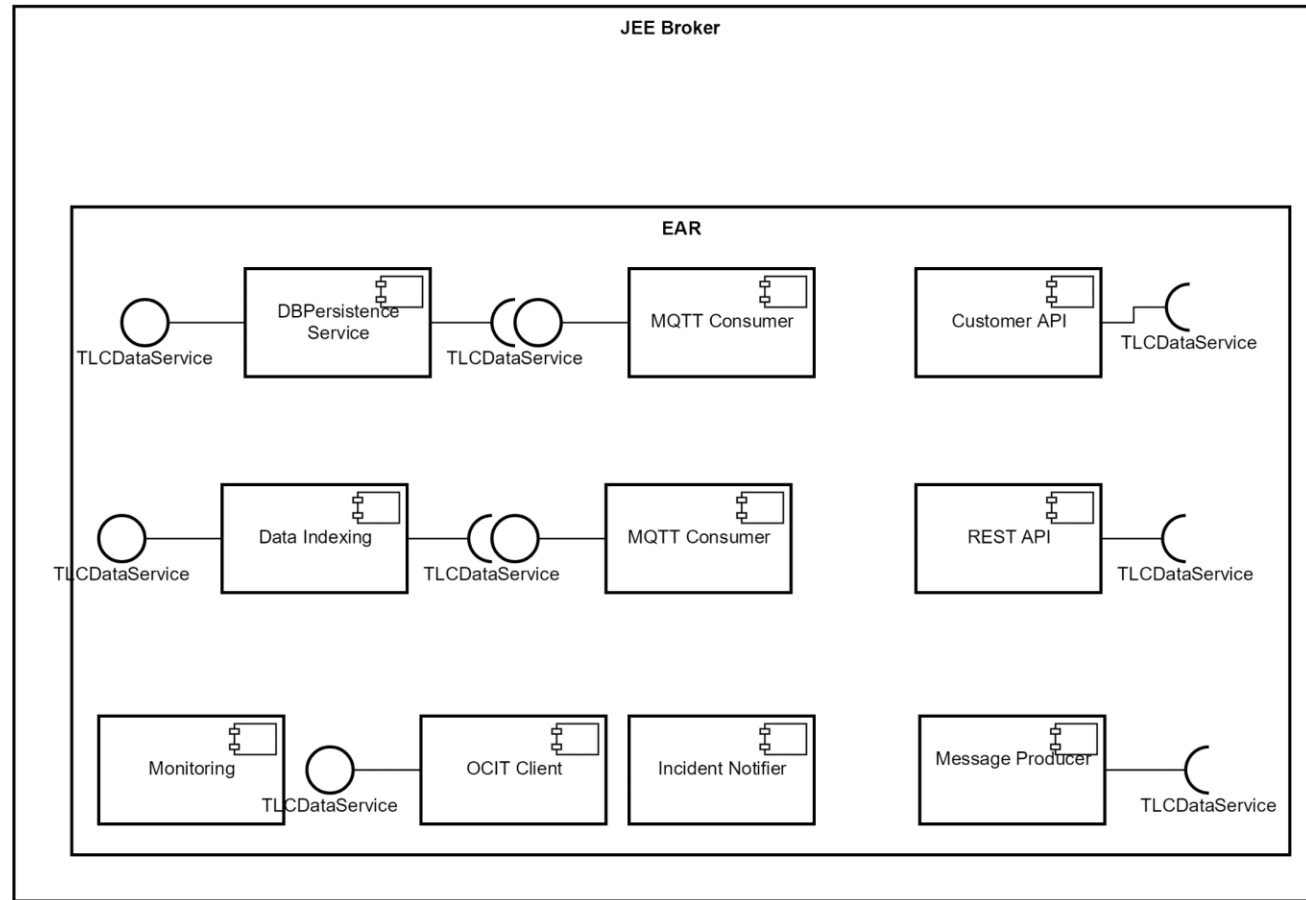 JEE Broker
EAR
DBPersistence
Service
TLCDataService
TLCDataService
MQTT Consumer
Customer API
TLCDataService
Data Indexing
TLCDataService
TLCDataService
MQTT Consumer
REST API
TLCDataService
Monitoring
TLCDataService
OCIT Client
Incident Notifier
Message Producer
TLCDataService